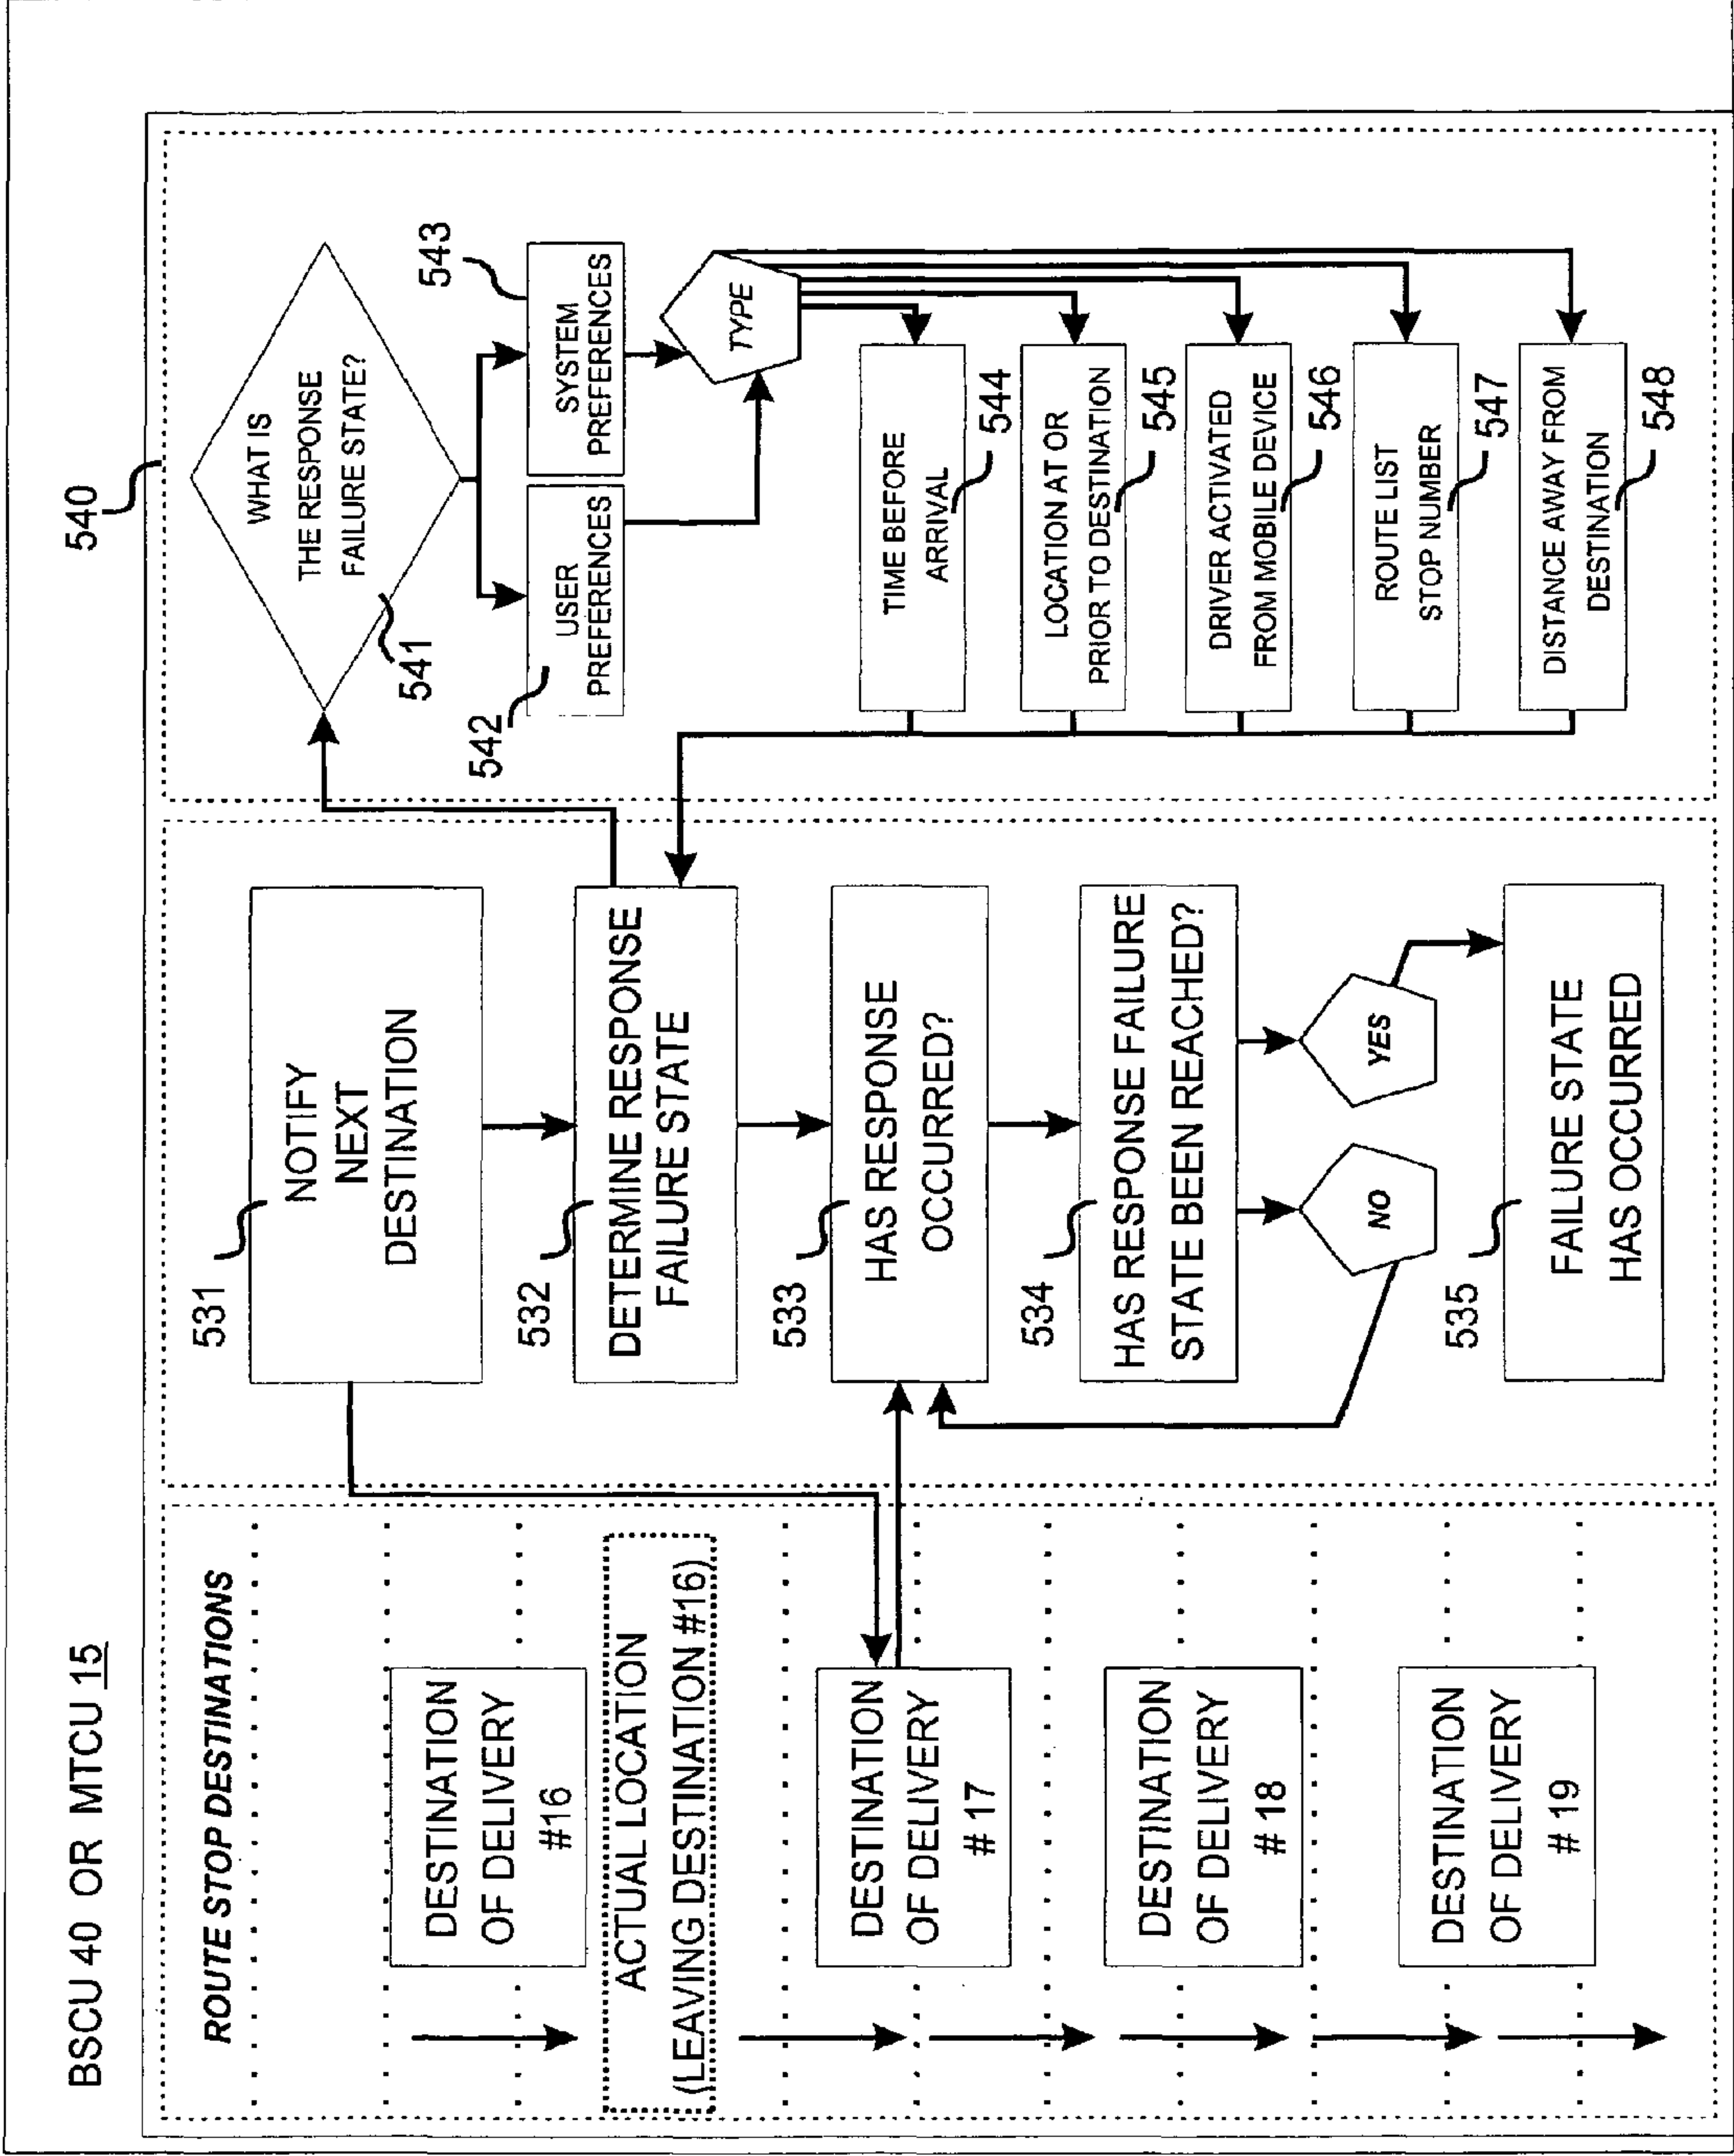 BSCU 40 OR MTCU 15
ROUTE STOP DESTINATIONS
DESTINATION
OF DELIVERY
#16
ACTUAL LOCATION
(LEAVING DESTINATION #16)
DESTINATION
OF DELIVERY
# 17
DESTINATION
OF DELIVERY
# 18
DESTINATION
OF DELIVERY
# 19
531
NOTIFY
NEXT
DESTINATION
532
DETERMINE RESPONSE
FAILURE STATE
533
HAS RESPONSE
OCCURRED?
534
HAS RESPONSE FAILURE
STATE BEEN REACHED?
NO
YES
535
FAILURE STATE
HAS OCCURRED
540
WHAT IS
THE RESPONSE
FAILURE STATE?
541
542
USER
PREFERENCES
543
SYSTEM
PREFERENCES
TYPE
TIME BEFORE
ARRIVAL
544
LOCATION AT OR
PRIOR TO DESTINATION
545
DRIVER ACTIVATED
FROM MOBILE DEVICE
546
ROUTE LIST
STOP NUMBER
547
DISTANCE AWAY FROM
DESTINATION
548